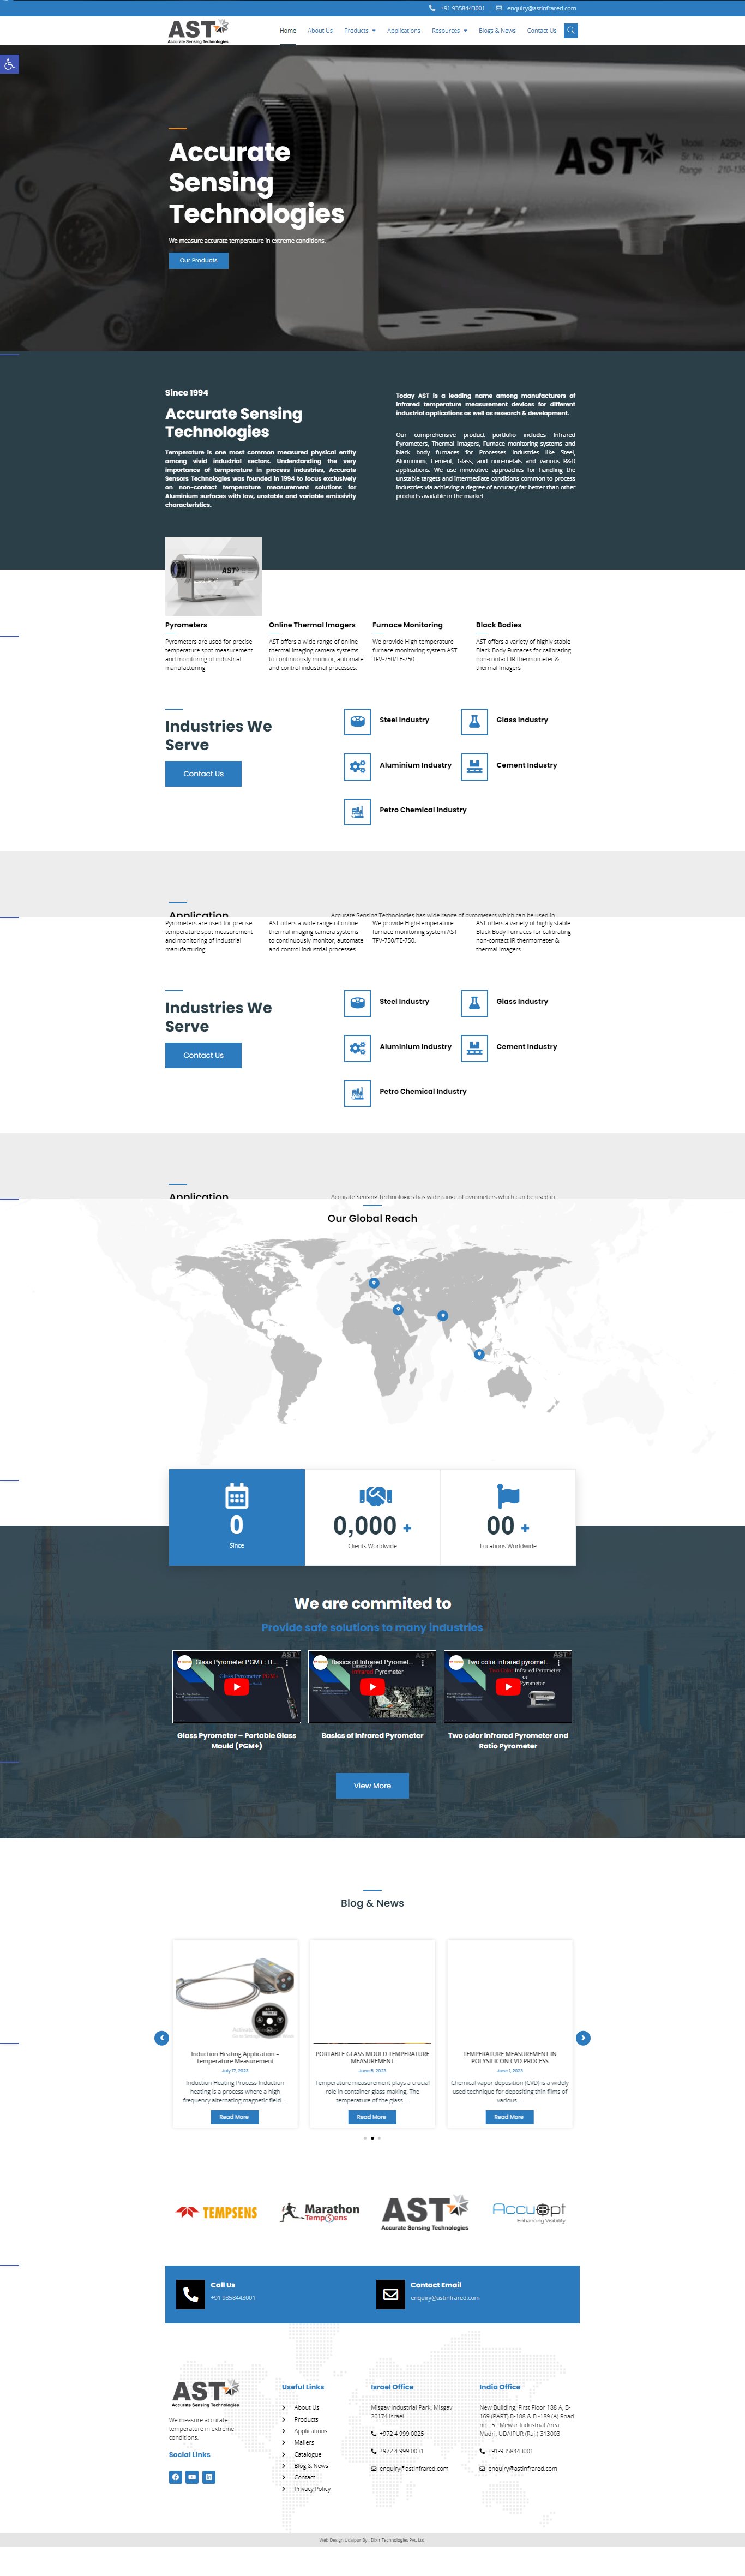 +91 9358443001
enquiry@astinfrared.com
AST
Accurate Sensing Technologies
Home
About Us
Products
Applications
Resources
Blogs & News
Contact Us
AST
Accurate
Sensing
Technologies
We measure accurate temperature in extreme conditions.
Our Products
Since 1994
Accurate Sensing
Technologies
Temperature is one most common measured physical entity
among vivid industrial sectors. Understanding the very
importance of temperature in process industries, Accurate
Sensors Technologies was founded in 1994 to focus exclusively
on non-contact temperature measurement solutions for
Aluminium surfaces with low, unstable and variable emissivity
characteristics.
Today AST is a leading name among manufacturers of
infrared temperature measurement devices for different
industrial applications as well as research & development.
Our comprehensive product portfolio includes Infrared
Pyrometers, Thermal Imagers, Furnace monitoring systems and
black body furnaces for Processes Industries like Steel,
Aluminium, Cement, Glass, and non-metals and various R&D
applications. We use innovative approaches for handling the
unstable targets and intermediate conditions common to process
industries via achieving a degree of accuracy far better than other
products available in the market.
AST
Pyrometers
Pyrometers are used for precise
temperature spot measurement
and monitoring of industrial
manufacturing
Online Thermal Imagers
AST offers a wide range of online
thermal imaging camera systems
to continously monitor, automate
and control industrial processes.
Furnace Monitoring
We provide High-temperature
furnace monitoring system AST
TFV-750/TE-750.
Black Bodies
AST offers a variety of highly stable
Black Body Furnaces for calibrating
non-contact IR thermometer &
thermal Imagers
Industries We
Serve
Contact Us
Steel Industry
Glass Industry
Aluminium Industry
Cement Industry
Petro Chemical Industry
Application
Accurate Sensing Technologies has wide range of pyrometers which can be used in
Pyrometers are used for precise
temperature spot measurement
and monitoring of industrial
manufacturing
AST offers a wide range of online
thermal imaging camera systems
to continously monitor, automate
and control industrial processes.
We provide High-temperature
furnace monitoring system AST
TFV-750/TE-750.
AST offers a variety of highly stable
Black Body Furnaces for calibrating
non-contact IR thermometer &
thermal Imagers
Industries We
Serve
Contact Us
Steel Industry
Glass Industry
Aluminium Industry
Cement Industry
Petro Chemical Industry
Application
Accurate Sensing Technologies has wide range of pyrometers which can be used in
Our Global Reach
0
Since
0,000 +
Clients Worldwide
00 +
Locations Worldwide
We are commited to
Provide safe solutions to many industries
Glass Pyrometer PGM+ : B...
Glass Pyrometer PGM+
Basics of Infrared Pyromet...
Infrared Pyrometer
Two color infrared pyromet...
Two Color Infrared Pyrometer
or
Glass Pyrometer – Portable Glass
Mould (PGM+)
Basics of Infrared Pyrometer
Two color Infrared Pyrometer and
Ratio Pyrometer
View More
Blog & News
Induction Heating Application –
Temperature Measurement
July 17, 2023
Induction Heating Process Induction
heating is a process where a high
frequency alternating magnetic field ...
Read More
PORTABLE GLASS MOULD TEMPERATURE
MEASUREMENT
June 6, 2023
Temperature measurement plays a crucial
role in container glass making. The
temperature of the glass ...
Read More
TEMPERATURE MEASUREMENT IN
POLYSILICON CVD PROCESS
June 1, 2023
Chemical vapor deposition (CVD) is a widely
used technique for depositing thin films of
various ...
Read More
TEMPSENS
Marathon
TempSens
AST
Accurate Sensing Technologies
AccuOpt
Enhancing Visibility
Call Us
+91 9358443001
Contact Email
enquiry@astinfrared.com
AST
Accurate Sensing Technologies
We measure accurate
temperature in extreme
conditions.
Social Links
Useful Links
About Us
Products
Applications
Mailers
Catalogue
Blog & News
Contact
Privacy Policy
Israel Office
Misgav Industrial Park, Misgav
20174 Israel
+972 4 999 0025
+972 4 999 0031
enquiry@astinfrared.com
India Office
New Building, First Floor 188 A, B-
169 (PART) B-188 & B -189 (A) Road
no - 5 , Mewar Industrial Area
Madri, UDAIPUR (Raj.)-313003
+91-9358443001
enquiry@astinfrared.com
Web Design Udaipur By : Dixit Technologies Pvt. Ltd.